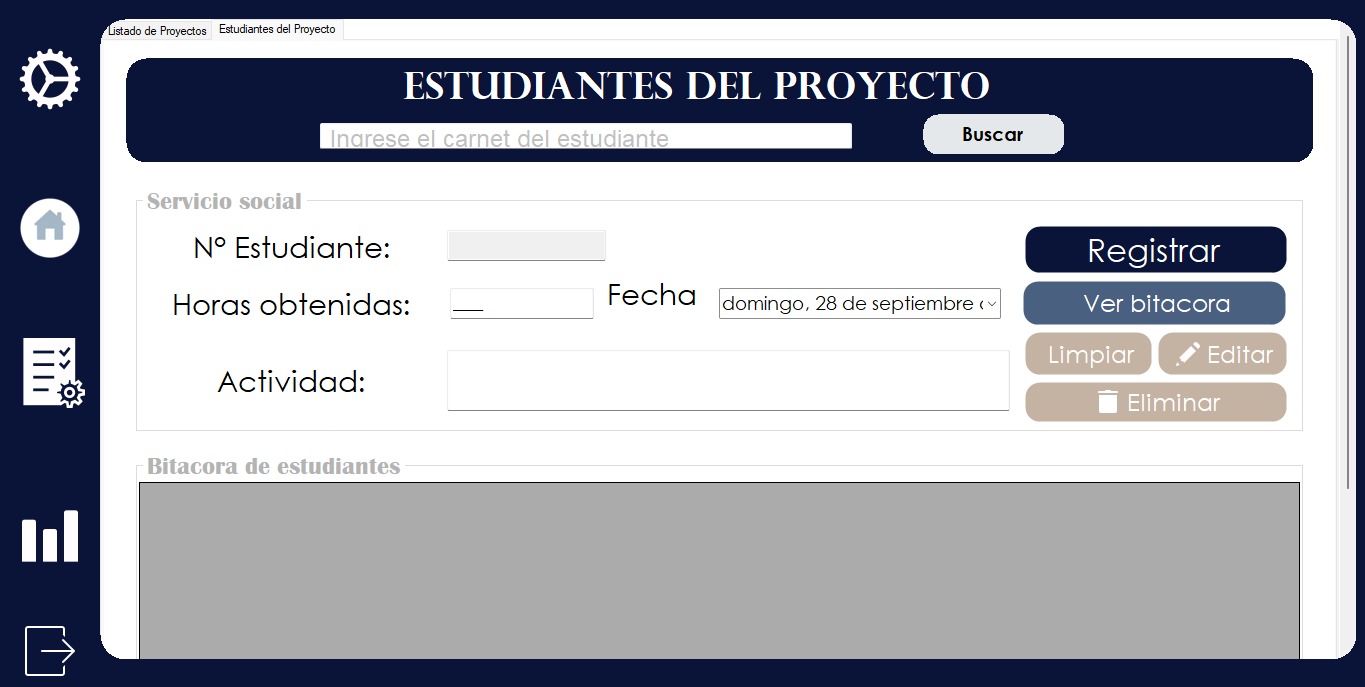 Listado de Proyectos
Estudiantes del Proyecto
ESTUDIANTES DEL PROYECTO
Ingrese el carnet del estudiante
Buscar
Servicio social
N° Estudiante:
Registrar
Horas obtenidas:
___
Fecha
domingo, 28 de septiembre
Ver bitacora
Limpiar
Editar
Actividad:
Eliminar
Bitacora de estudiantes